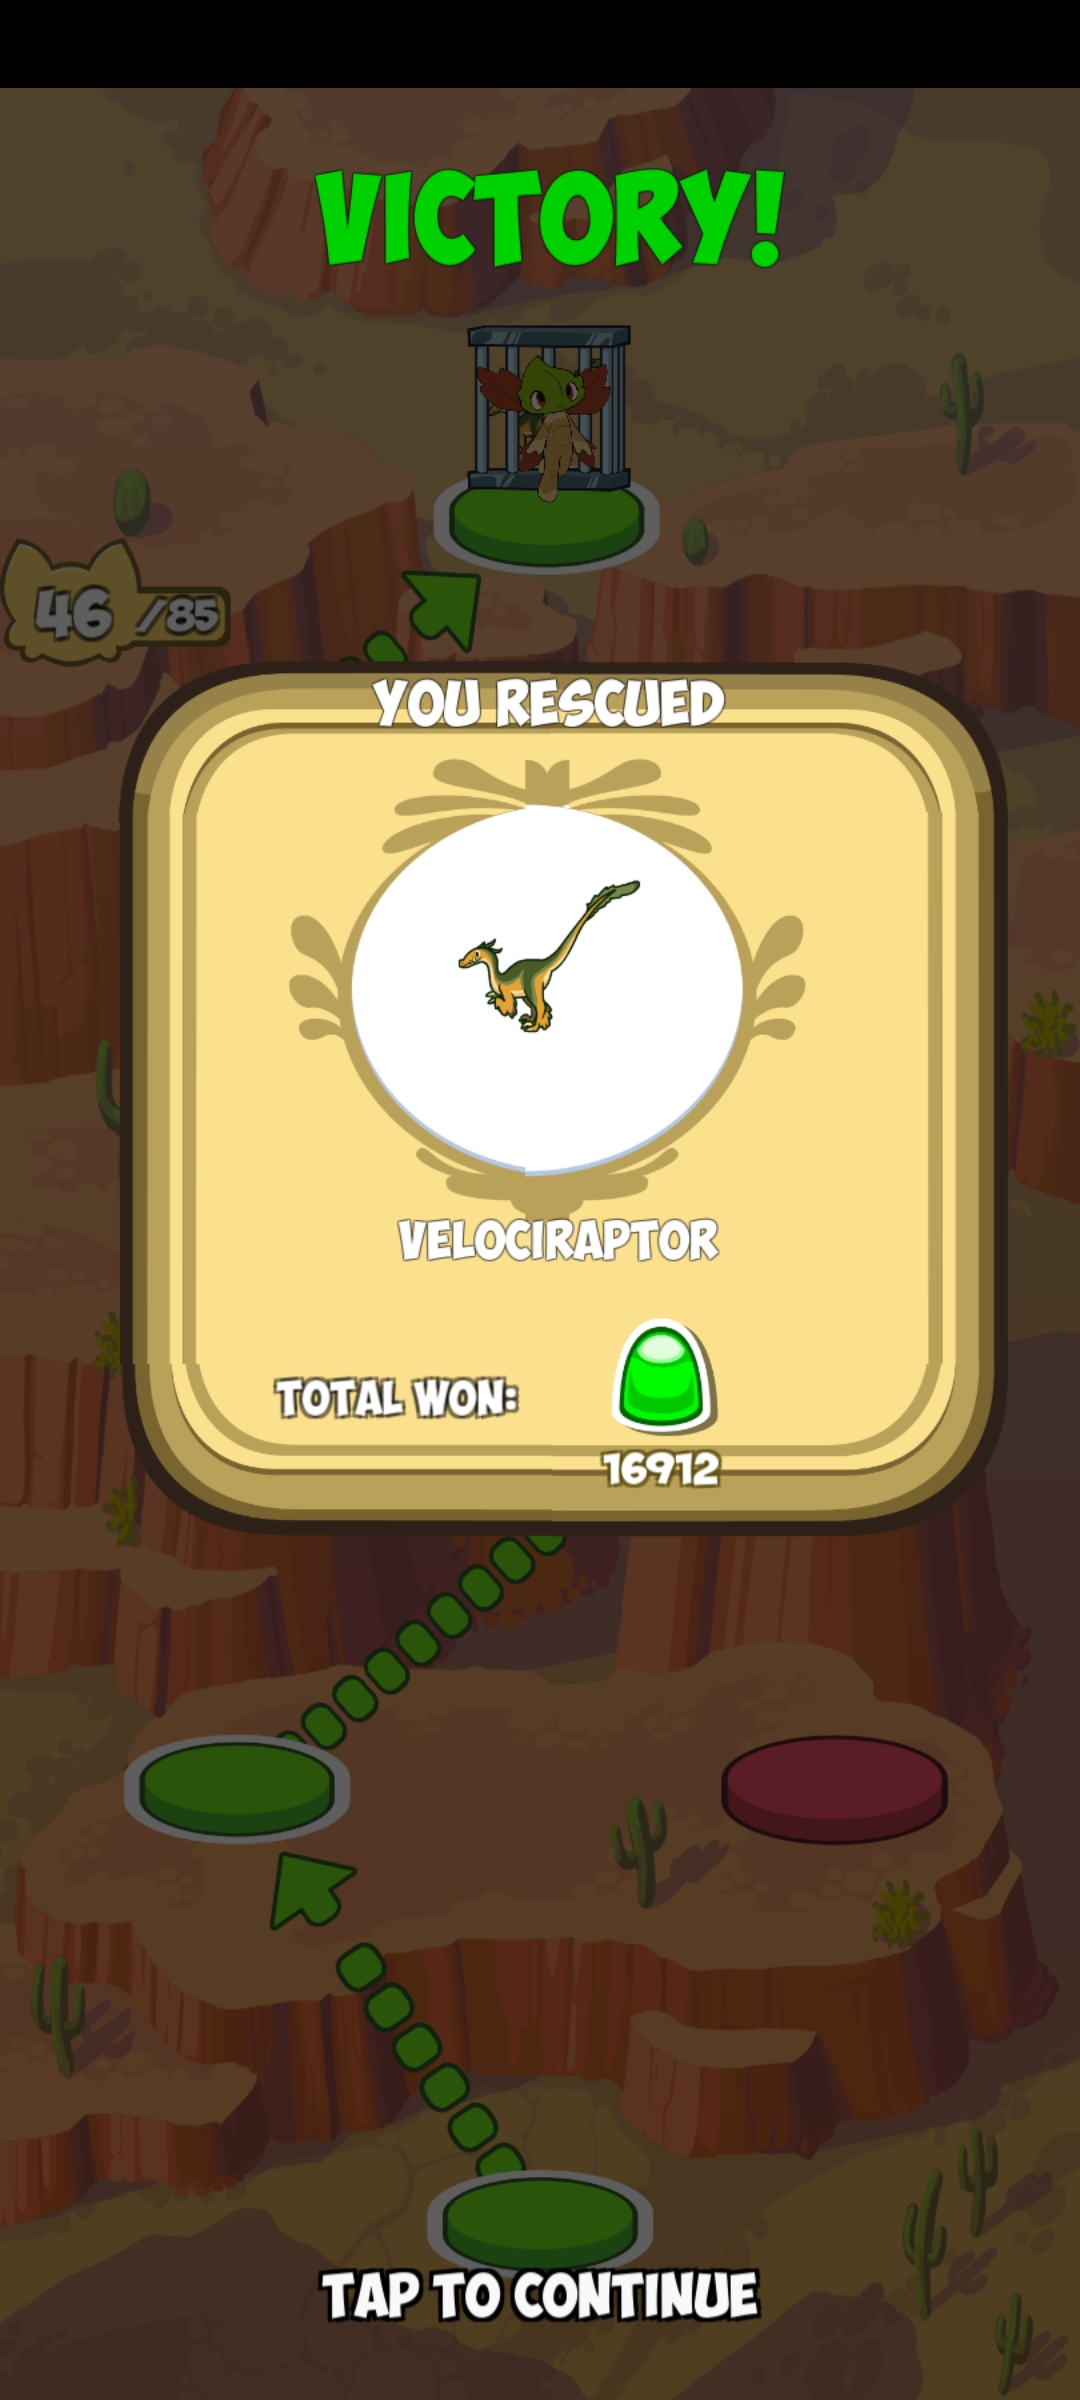 VICTORY!
46 /85
YOU RESCUED
VELOCIRAPTOR
TOTAL WON:
16912
TAP TO CONTINUE